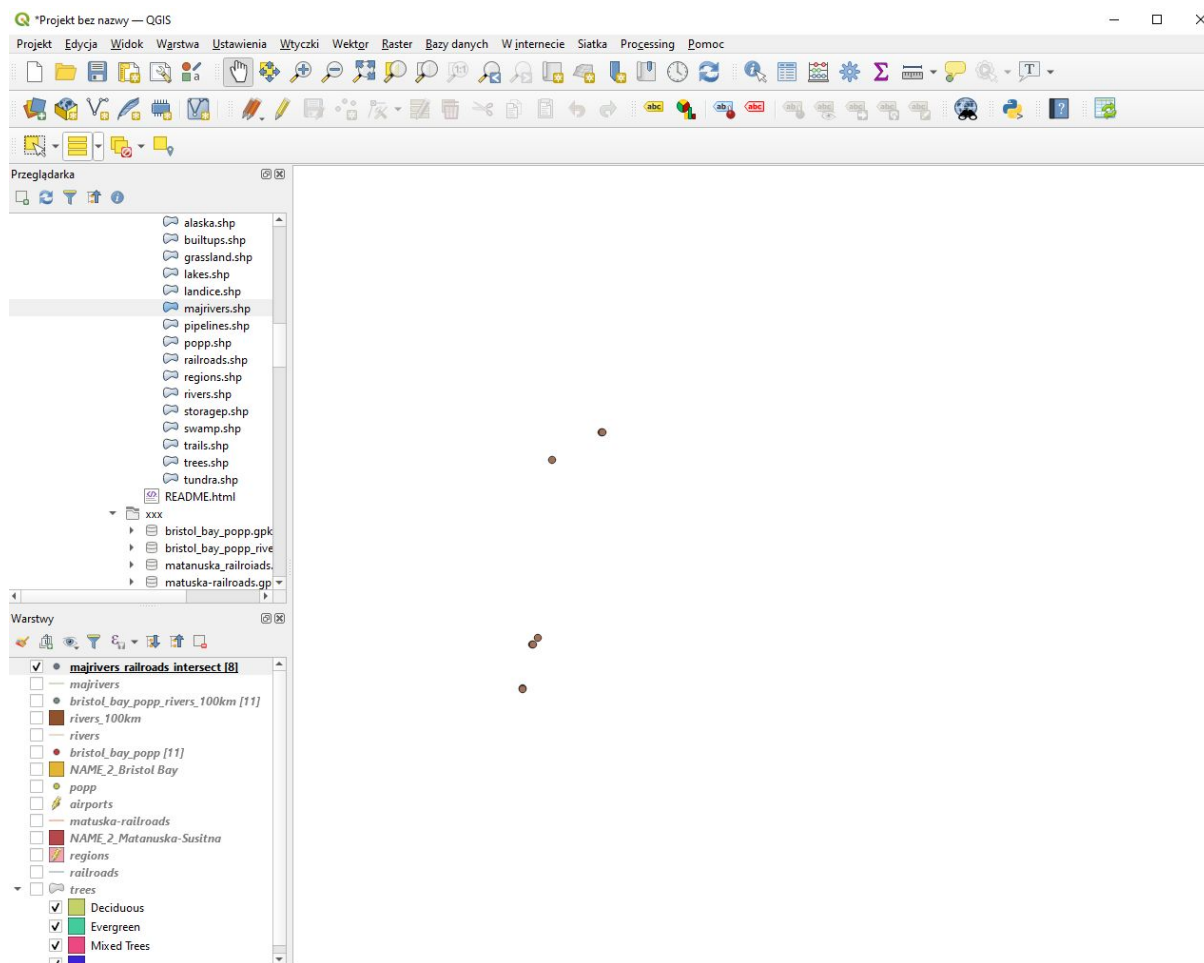 *Projekt bez nazwy — QGIS
Projekt Edycja Widok Warstwa Ustawienia Wtyczki Wektor Raster Bazy danych W internecie Siatka Processing Pomoc
Przeglądarka
alaska.shp
builtups.shp
grassland.shp
lakes.shp
landice.shp
majrivers.shp
pipelines.shp
popp.shp
railroads.shp
regions.shp
rivers.shp
storagep.shp
swamp.shp
trails.shp
trees.shp
tundra.shp
README.html
xxx
bristol_bay_popp.gpk
bristol_bay_popp_rive
matanuska_railroiads.
matuska-railroads.gp
Warstwy
majrivers_railroads_intersect [8]
majrivers
bristol_bay_popp_rivers_100km [11]
rivers_100km
rivers
bristol_bay_popp [11]
NAME_2_Bristol Bay
popp
airports
matuska-railroads
NAME_2_Matanuska-Susitna
regions
railroads
trees
Deciduous
Evergreen
Mixed Trees